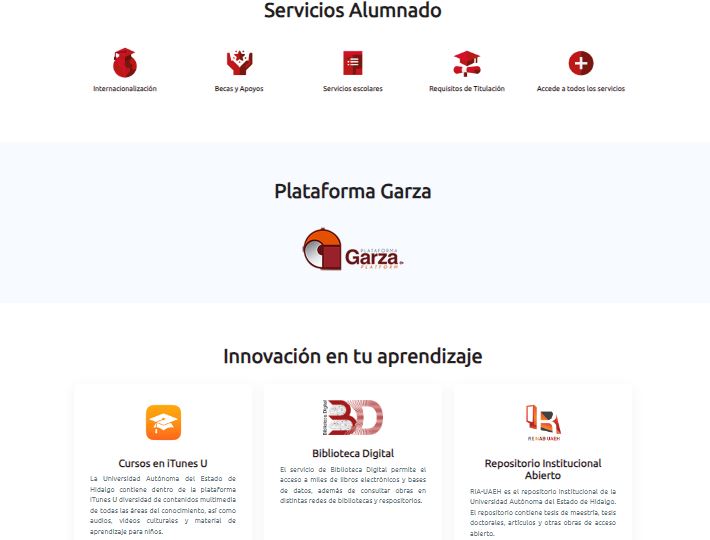 Servicios Alumnado
Internacionalización
Becas y Apoyos
Servicios escolares
Requisitos de Titulación
Accede a todos los servicios
Plataforma Garza
PLATAFORMA
Garza
PLATFORM
Innovación en tu aprendizaje
Cursos en iTunes U
La Universidad Autónoma del Estado de
Hidalgo contiene dentro de la plataforma
iTunes U diversidad de contenidos multimedia
de todas las áreas del conocimiento, así como
audios, videos culturales y material de
aprendizaje para niños.
Biblioteca Digital
BD
Biblioteca Digital
El servicio de Biblioteca Digital permite el
acceso a miles de libros electrónicos y bases
de datos, además de consultar obras en
distintas redes de bibliotecas y respositorios.
Repositorio Institucional
Abierto
RIA-UAEH es el repositorio institucional de la
Universidad Autónoma del Estado de Hidalgo.
El repositorio contiene tesis de maestría, tesis
doctorales, artículos y otras obras de acceso
abierto.